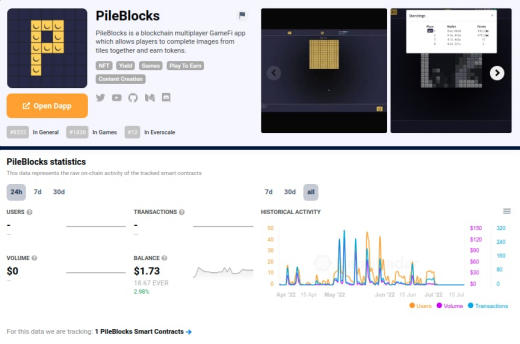 PileBlocks
PileBlocks is a blockchain multiplayer GameFi app
which allows players to complete images from
tiles together and earn tokens.
NFT Yield Games Play To Earn
Content Creation
Open Dapp
In General In Games In Everscale
Standings
PileBlocks statistics
This data represents the raw on-chain activity of the tracked smart contracts
24h 7d 30d
7d 30d all
USERS
-
--
TRANSACTIONS
-
--
VOLUME
$0
--
BALANCE
$1.73
18.67 EVER
2.98%
HISTORICAL ACTIVITY
50 $150 320
40 $120 240
30 $90 160
20 $60
10 $30 80
0 $0 0
Apr '22 15 Apr May '22 Jun '22 15 Jun Jul '22 15 Jul
Users Volume Transactions
For this data we are tracking: 1 PileBlocks Smart Contracts